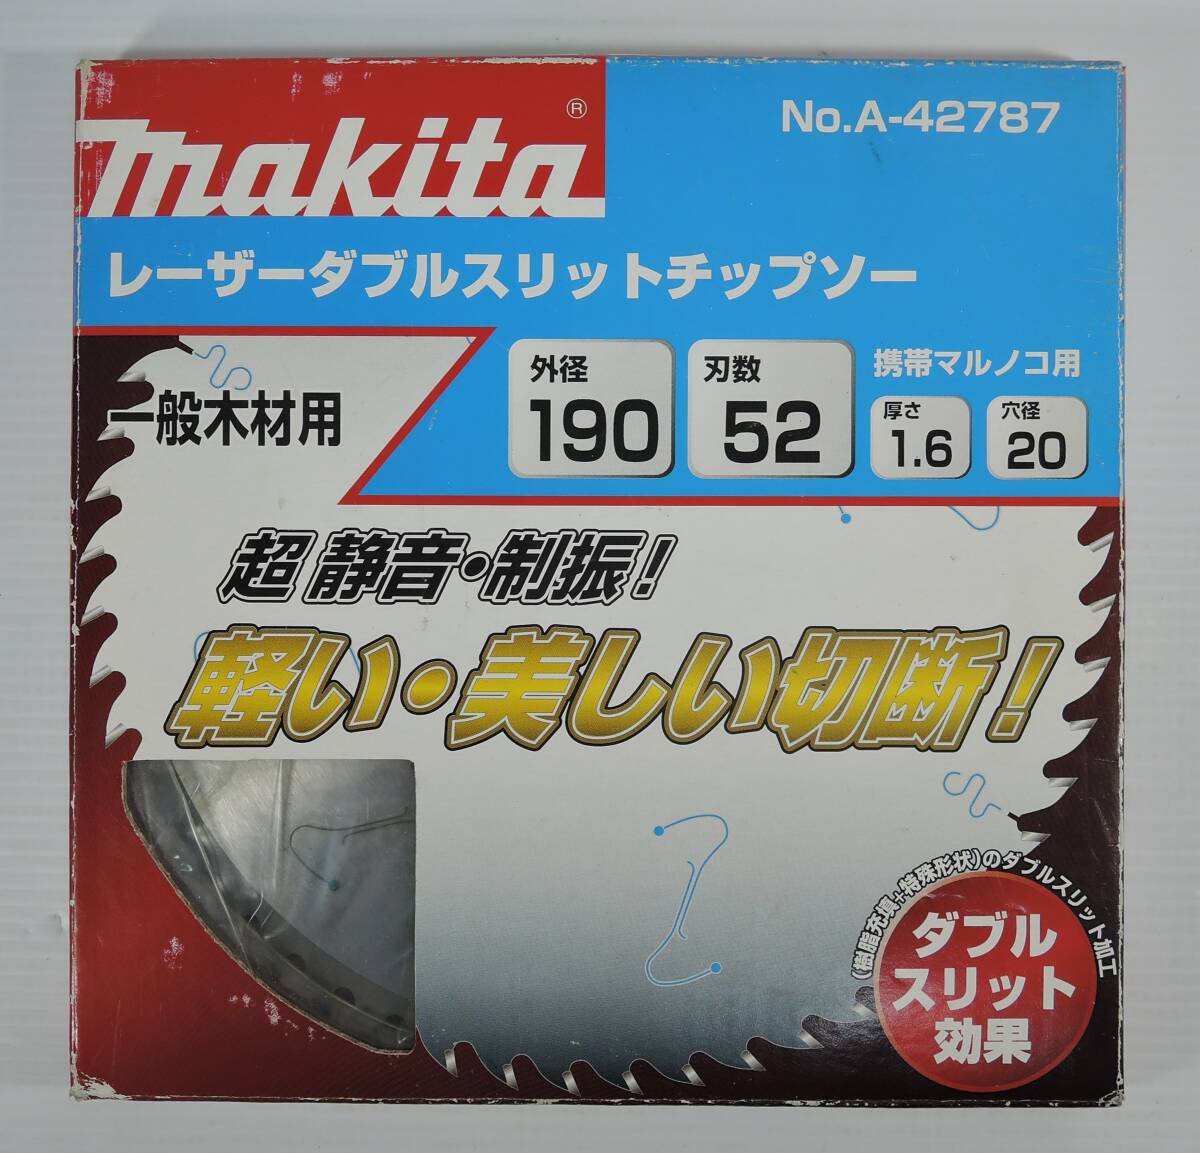 makita®
No.A-42787
レーザーダブルスリットチップソー
一般木材用
外径
190
刃数
52
携帯マルノコ用
厚さ
1.6
穴径
20
超静音・制振!
軽い・美しい切断!
(樹脂充填+特殊形状)のダブルスリット加工
ダブル
スリット
効果